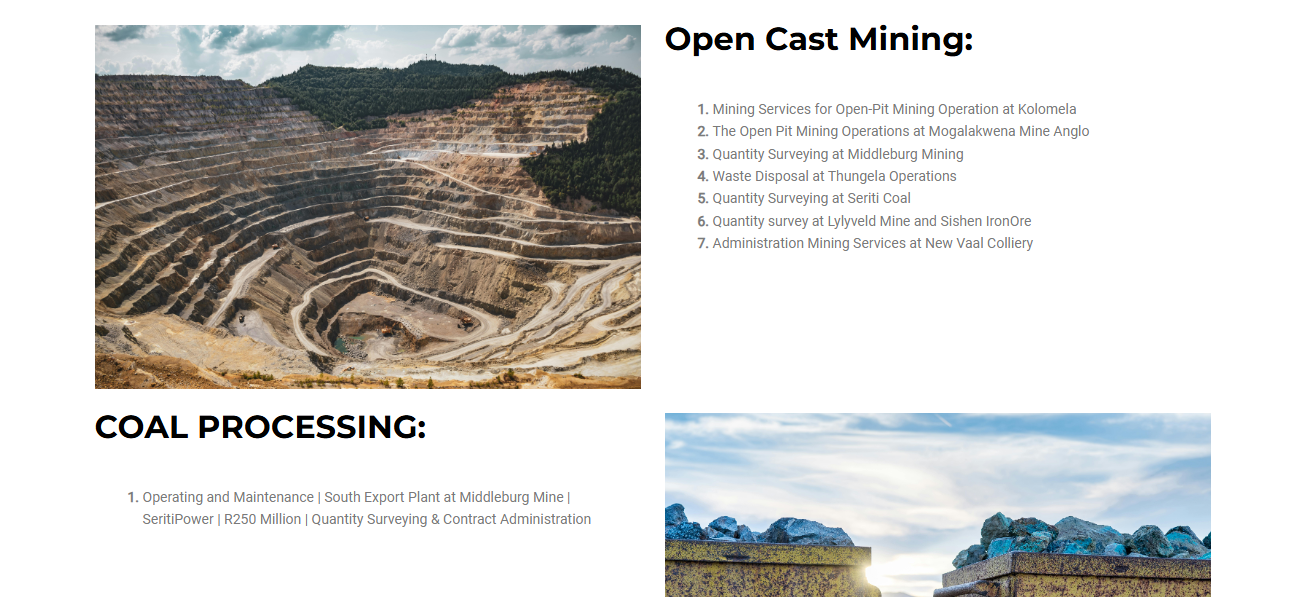 Open Cast Mining:
1. Mining Services for Open-Pit Mining Operation at Kolomela
2. The Open Pit Mining Operations at Mogalakwena Mine Anglo
3. Quantity Surveying at Middleburg Mining
4. Waste Disposal at Thungela Operations
5. Quantity Surveying at Seriti Coal
6. Quantity survey at Lylyveld Mine and Sishen IronOre
7. Administration Mining Services at New Vaal Colliery
COAL PROCESSING:
1. Operating and Maintenance | South Export Plant at Middleburg Mine |
SeritiPower | R250 Million | Quantity Surveying & Contract Administration